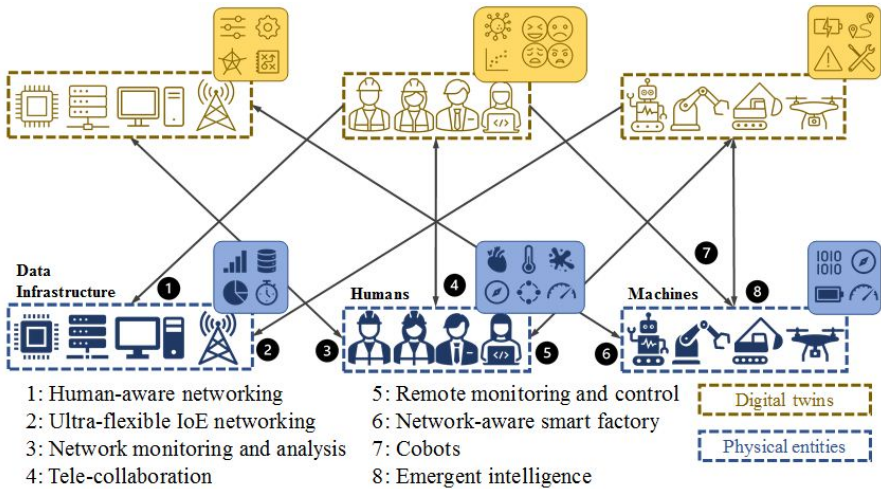 1010
1010
Data
Infrastructure
1
Humans
4
Machines
7
8
2
3
5
6
1: Human-aware networking
2: Ultra-flexible IoE networking
3: Network monitoring and analysis
4: Tele-collaboration
5: Remote monitoring and control
6: Network-aware smart factory
7: Cobots
8: Emergent intelligence
Digital twins
Physical entities